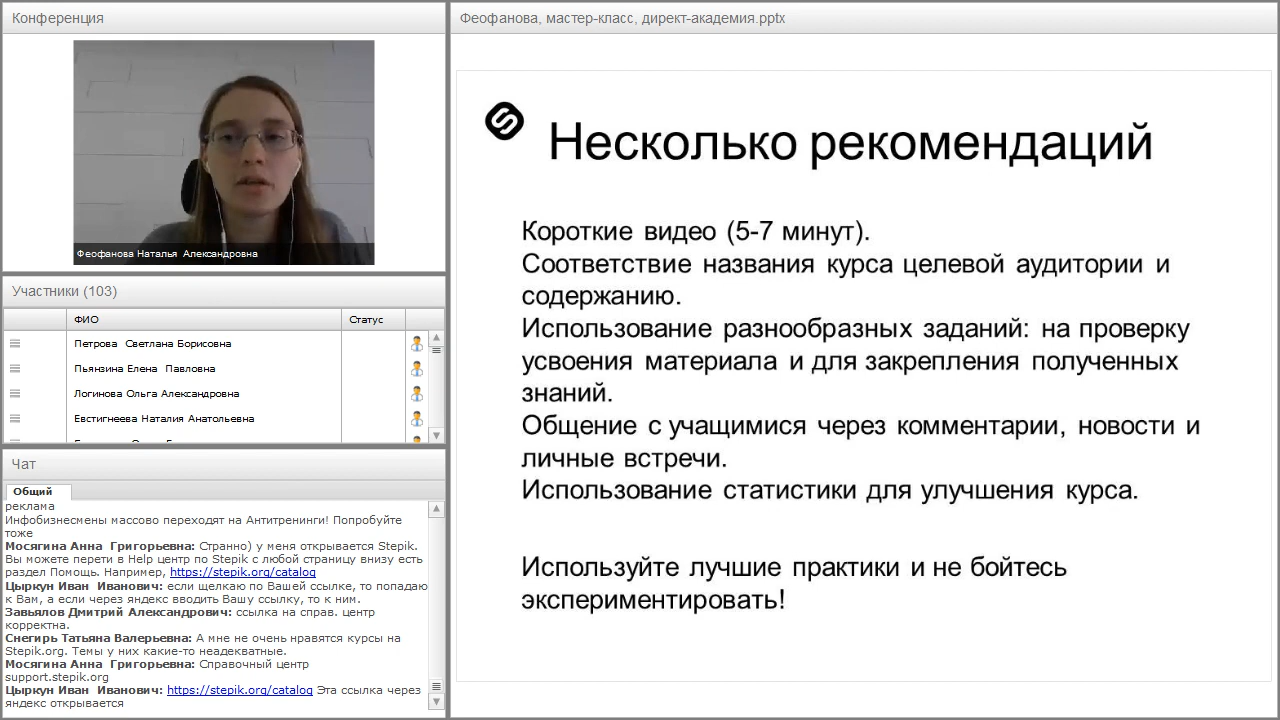 Конференция
Феофанова Наталья Александровна
Участники (103)
ФИО
Статус
Петрова Светлана Борисовна
Пьянзина Елена Павловна
Логинова Ольга Александровна
Евстигнеева Наталия Анатольевна
Чат
Общий
реклама
Инфобизнесмены массово переходят на Антитренинги! Попробуйте
тоже
Мосягина Анна Григорьевна: Странно) у меня открывается Stepik.
Вы можете перети в Help центр по Stepik с любой страницу внизу есть
раздел Помощь. Например, https://stepik.org/catalog
Цыркун Иван Иванович: если щелкаю по Вашей ссылке, то попадаю
к Вам, а если через яндекс вводить Вашу ссылку, то к ним.
Завьялов Дмитрий Александрович: ссылка на справ. центр
корректна.
Снегирь Татьяна Валерьевна: А мне не очень нравятся курсы на
Stepik.org. Темы у них какие-то неадекватные.
Мосягина Анна Григорьевна: Справочный центр
support.stepik.org
Цыркун Иван Иванович: https://stepik.org/catalog Эта ссылка через
яндекс открывается
Феофанова, мастер-класс, директ-академия.pptx
Несколько рекомендаций
Короткие видео (5-7 минут).
Соответствие названия курса целевой аудитории и
содержанию.
Использование разнообразных заданий: на проверку
усвоения материала и для закрепления полученных
знаний.
Общение с учащимися через комментарии, новости и
личные встречи.
Использование статистики для улучшения курса.
Используйте лучшие практики и не бойтесь
экспериментировать!